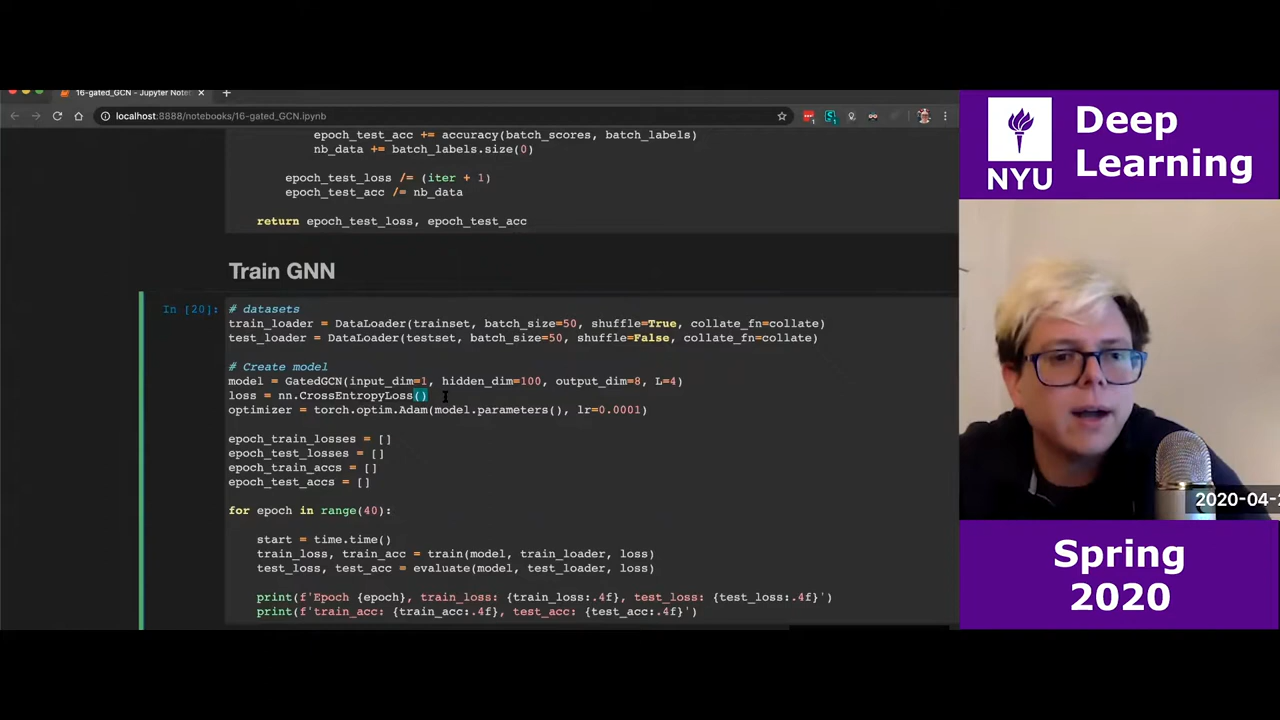 16-gated_GCN - Jupyter Note
localhost:8888/notebooks/16-gated_GCN.ipynb
epoch_test_acc += accuracy(batch_scores, batch_labels)
nb_data += batch_labels.size(0)
epoch_test_loss /= (iter + 1)
epoch_test_acc /= nb_data
return epoch_test_loss, epoch_test_acc
Train GNN
In [20]:
# datasets
train_loader = DataLoader(trainset, batch_size=50, shuffle=True, collate_fn=collate)
test_loader = DataLoader(testset, batch_size=50, shuffle=False, collate_fn=collate)
# Create model
model = GatedGCN(input_dim=1, hidden_dim=100, output_dim=8, L=4)
loss = nn.CrossEntropyLoss()
optimizer = torch.optim.Adam(model.parameters(), lr=0.0001)
epoch_train_losses = []
epoch_test_losses = []
epoch_train_accs = []
epoch_test_accs = []
for epoch in range(40):
start = time.time()
train_loss, train_acc = train(model, train_loader, loss)
test_loss, test_acc = evaluate(model, test_loader, loss)
print(f'Epoch {epoch}, train_loss: {train_loss:.4f}, test_loss: {test_loss:.4f}')
print(f'train_acc: {train_acc:.4f}, test_acc: {test_acc:.4f}')
NYU
Deep
Learning
2020-04-2
Spring
2020